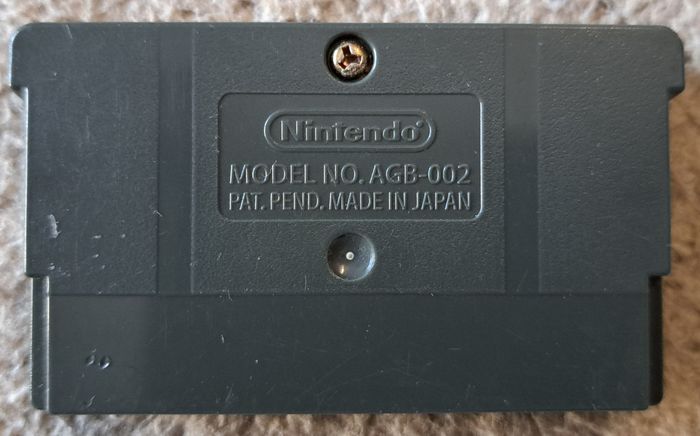 Nintendo®
MODEL NO. AGB-002
PAT. PEND. MADE IN JAPAN